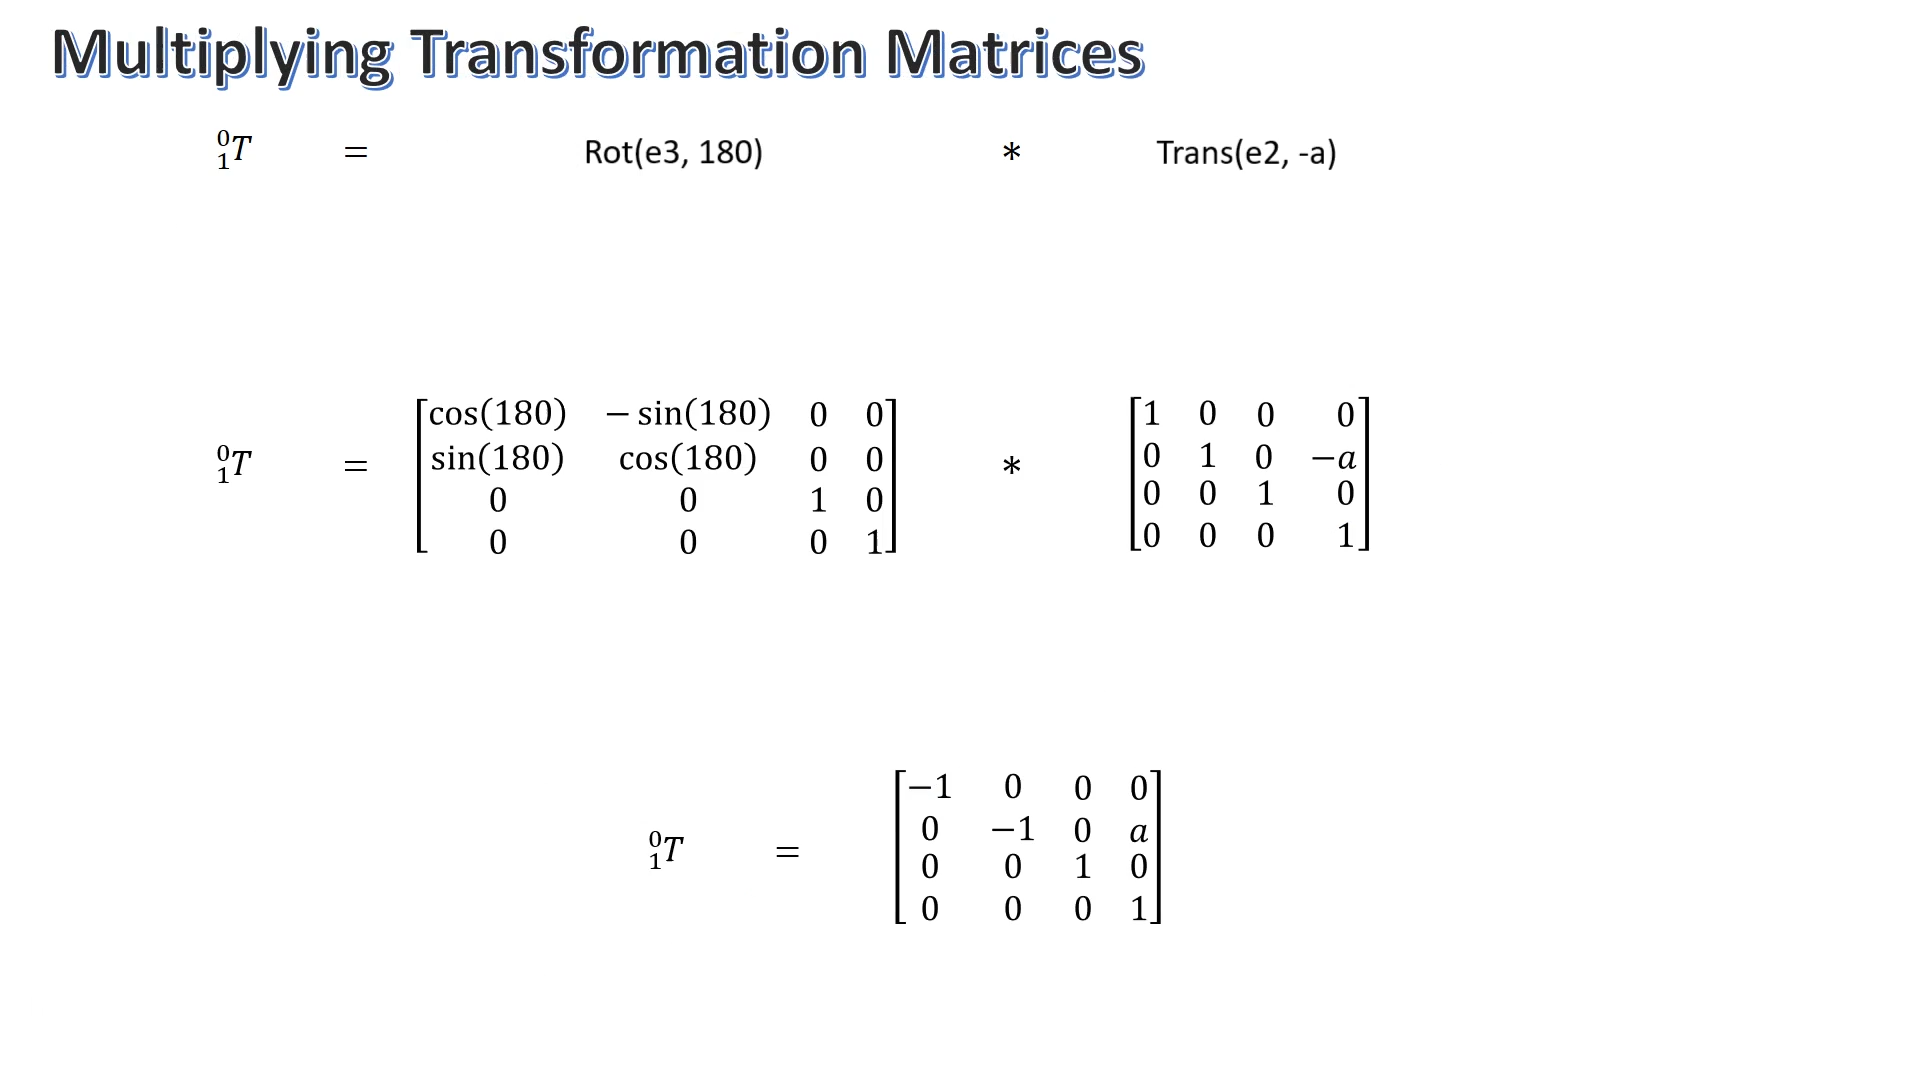 Multiplying Transformation Matrices
⁰₁T = Rot(e3, 180) * Trans(e2, -a)
cos(180) − sin(180) 0 0 1 0 0 0
sin(180) cos(180) 0 0 0 1 0 −a
⁰₁T = *
0 0 1 0 0 0 1 0
0 0 0 1 0 0 0 1
−1 0 0 0
0 −1 0 a
⁰₁T =
0 0 1 0
0 0 0 1